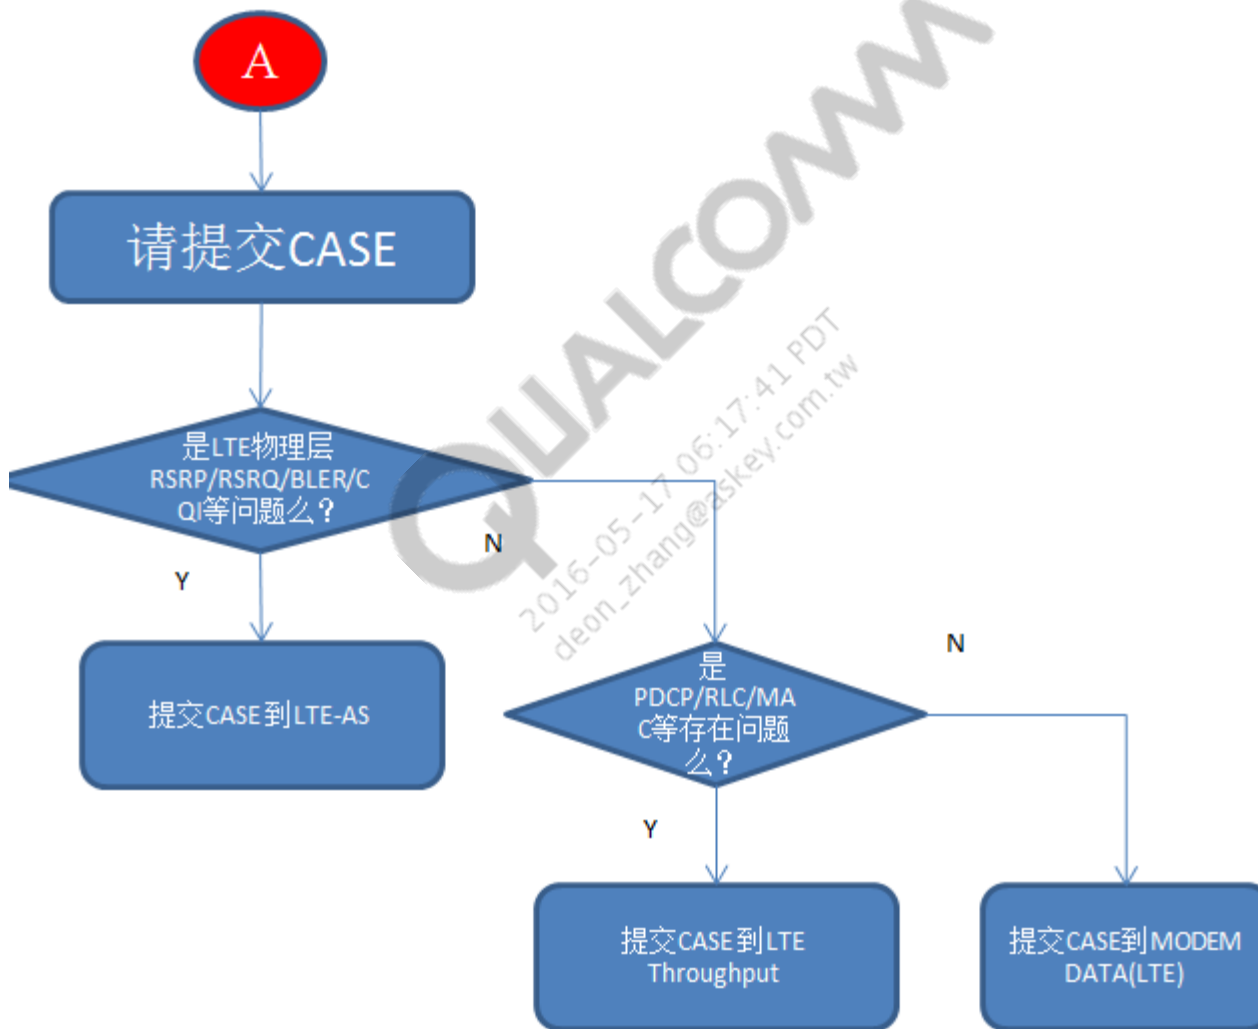 A
请提交CASE
是LTE物理层
RSRP/RSRQ/BLER/C
QI等问题么？
N
Y
提交CASE到LTE-AS
是
PDCP/RLC/MA
C等存在问题
么？
N
Y
提交CASE到LTE
Throughput
提交CASE到MODEM
DATA(LTE)
QUALCOMM
2016-05-17 06:17:41 PDT
deon_zhang@askey.com.tw